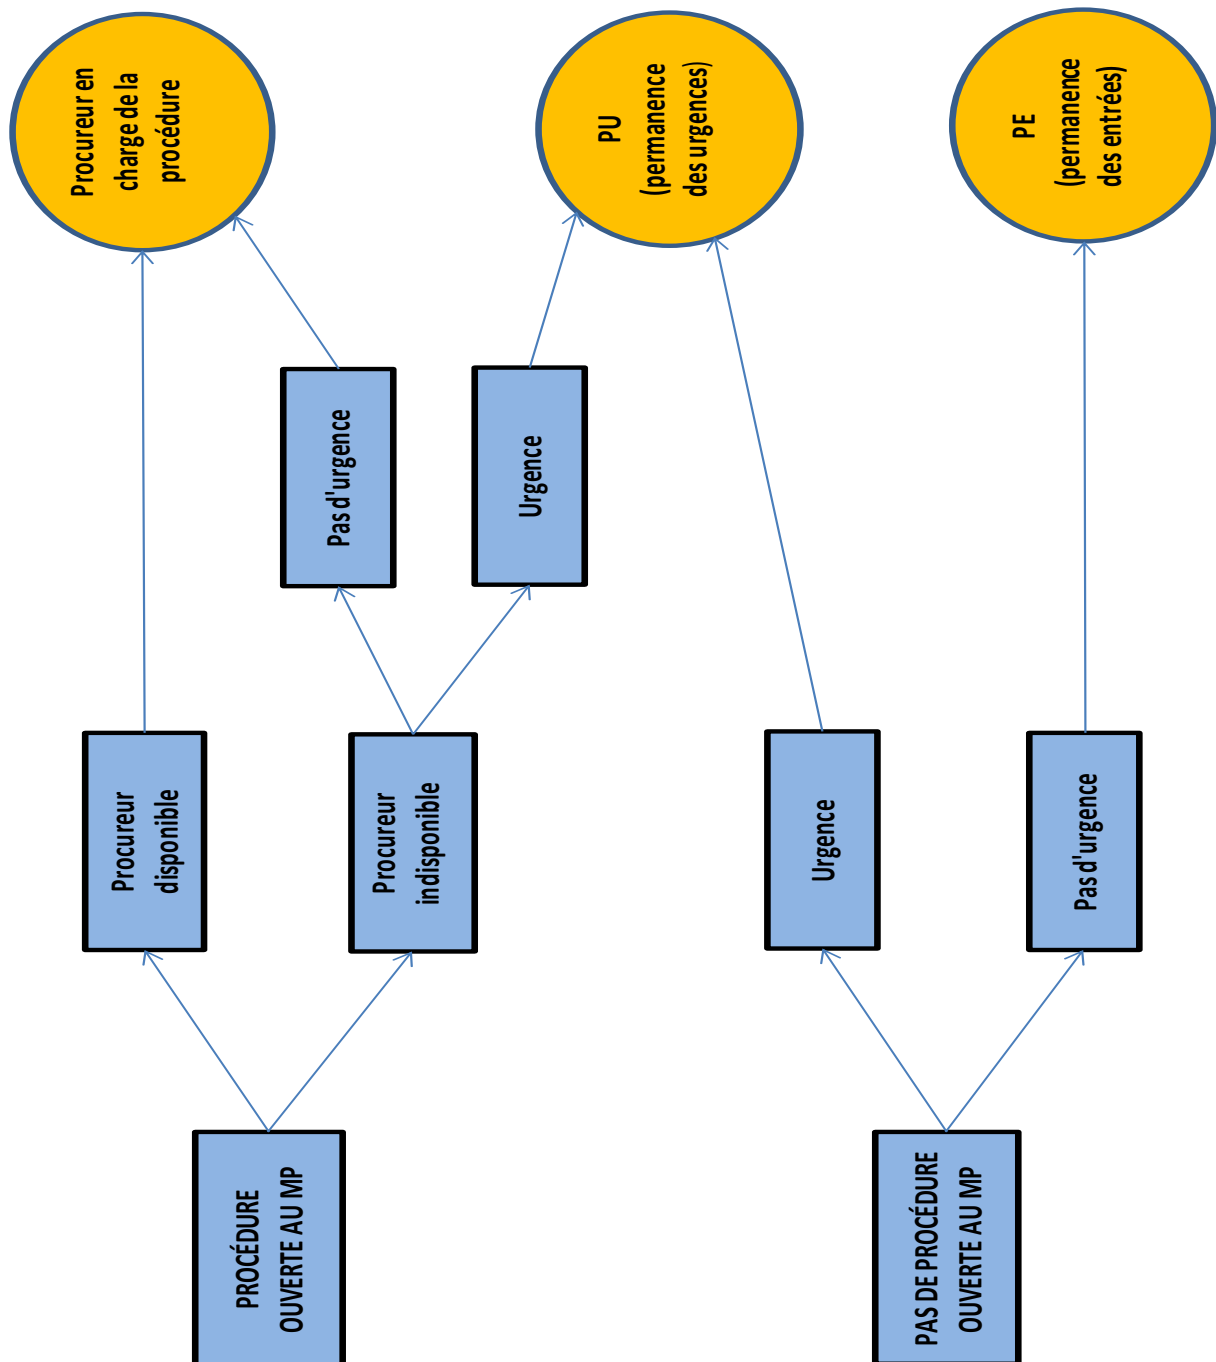 PROCÉDURE
OUVERTE AU MP
Procureur
disponible
Procureur
indisponible
Pas d'urgence
Urgence
Procureur en
charge de la
procédure
PU
(permanence
des urgences)
PAS DE PROCÉDURE
OUVERTE AU MP
Urgence
Pas d'urgence
PE
(permanence
des entrées)